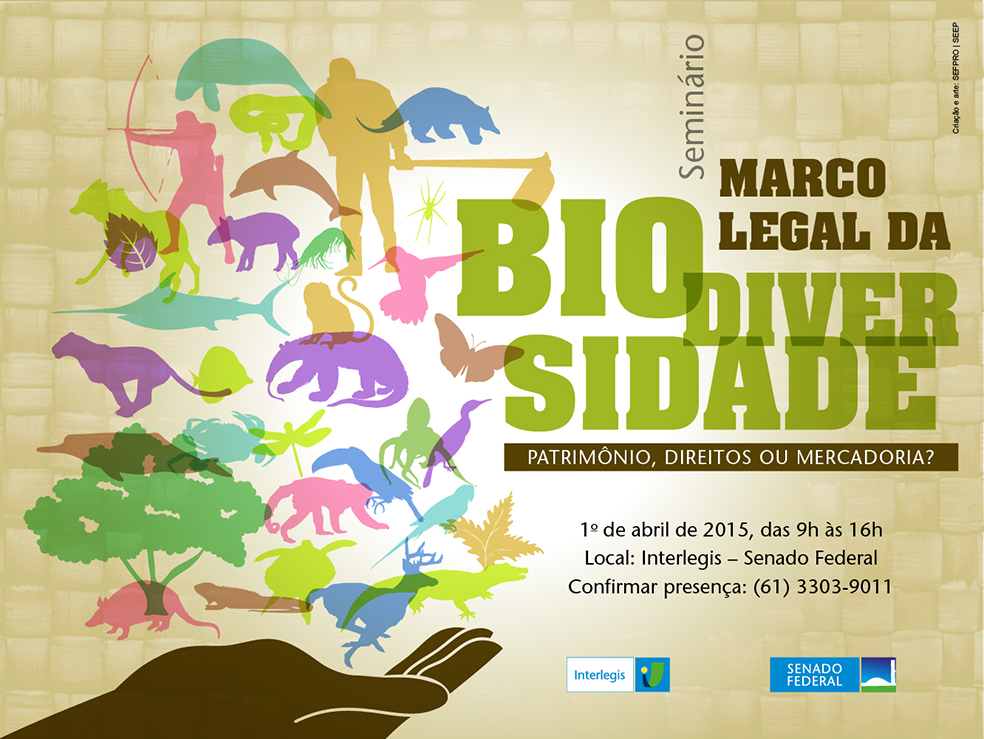 Criação e arte: SEFPRO | SEEP
Seminário
MARCO
LEGAL DA
BIO
DIVER
SIDADE
PATRIMÔNIO, DIREITOS OU MERCADORIA?
1º de abril de 2015, das 9h às 16h
Local: Interlegis – Senado Federal
Confirmar presença: (61) 3303-9011
Interlegis
SENADO
FEDERAL